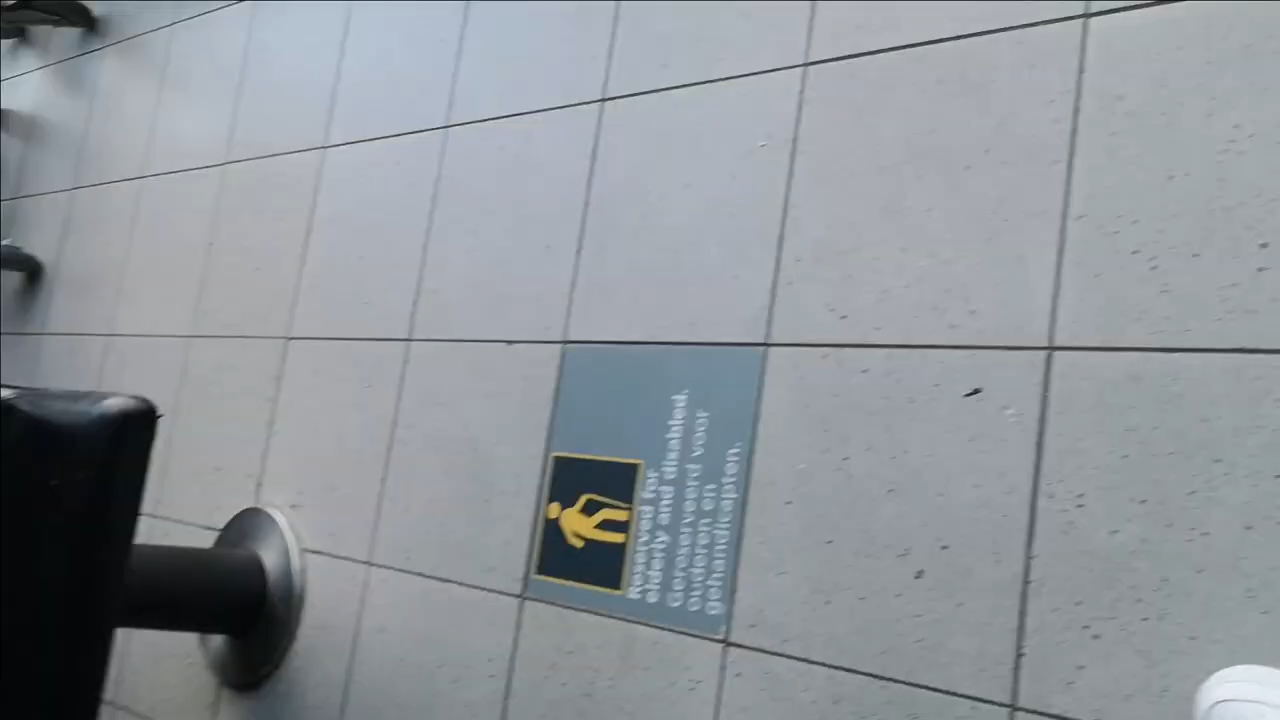 Reserved for
elderly and disabled.
Gereserveerd voor
ouderen en
gehandicapten.